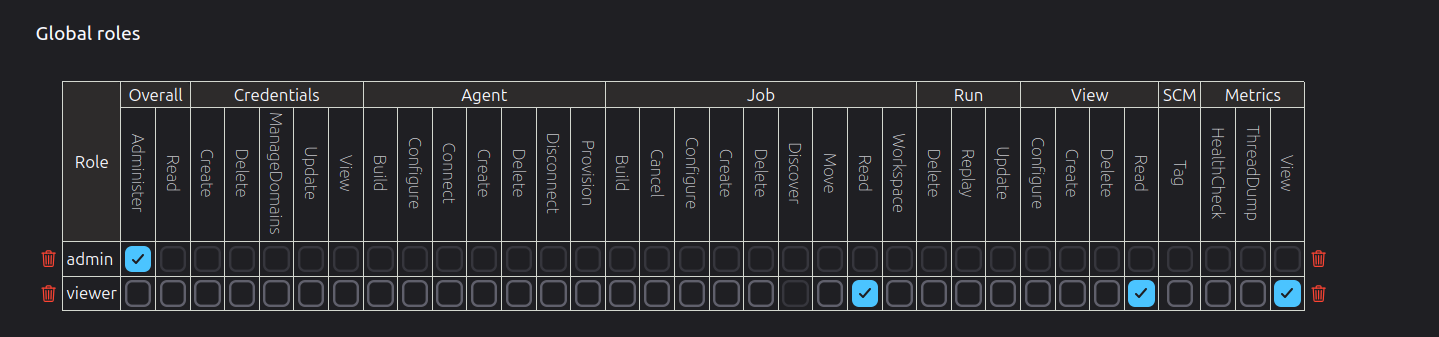 Global roles
Overall Credentials Agent Job Run View SCM Metrics
Role Administer Read Create Delete ManageDomains Update View Build Configure Connect Create Delete Disconnect Provision Build Cancel Configure Create Delete Discover Move Read Workspace Delete Replay Update Configure Create Delete Read Tag HealthCheck ThreadDump View
admin
viewer